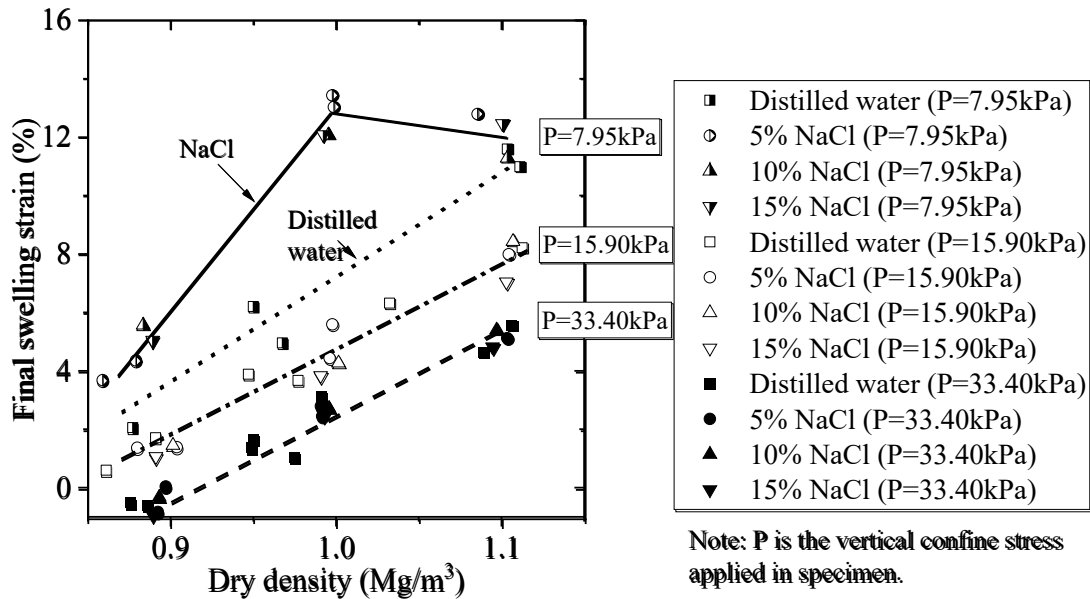 16
12
8
4
0
Final swelling strain (%)
0.9
1.0
1.1
Dry density (Mg/m³)
NaCl
Distilled
water
P=7.95kPa
P=15.90kPa
P=33.40kPa
Distilled water (P=7.95kPa)
5% NaCl (P=7.95kPa)
10% NaCl (P=7.95kPa)
15% NaCl (P=7.95kPa)
Distilled water (P=15.90kPa)
5% NaCl (P=15.90kPa)
10% NaCl (P=15.90kPa)
15% NaCl (P=15.90kPa)
Distilled water (P=33.40kPa)
5% NaCl (P=33.40kPa)
10% NaCl (P=33.40kPa)
15% NaCl (P=33.40kPa)
Note: P is the vertical confine stress
applied in specimen.